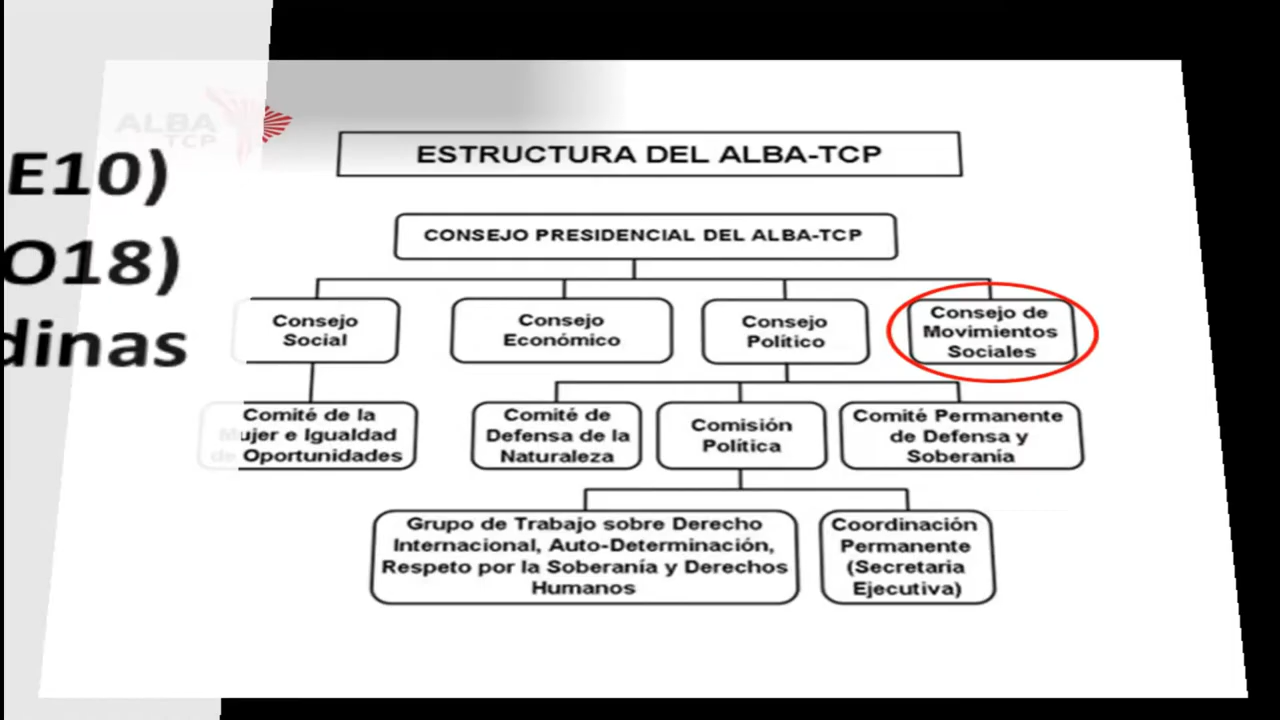 ALBA
TCP
E10)
O18)
dinas
ESTRUCTURA DEL ALBA-TCP
CONSEJO PRESIDENCIAL DEL ALBA-TCP
Consejo
Social
Consejo
Económico
Consejo
Político
Consejo de
Movimientos
Sociales
Comité de la
Mujer e Igualdad
de Oportunidades
Comité de
Defensa de la
Naturaleza
Comisión
Política
Comité Permanente
de Defensa y
Soberanía
Grupo de Trabajo sobre Derecho
Internacional, Auto-Determinación,
Respeto por la Soberanía y Derechos
Humanos
Coordinación
Permanente
(Secretaria
Ejecutiva)